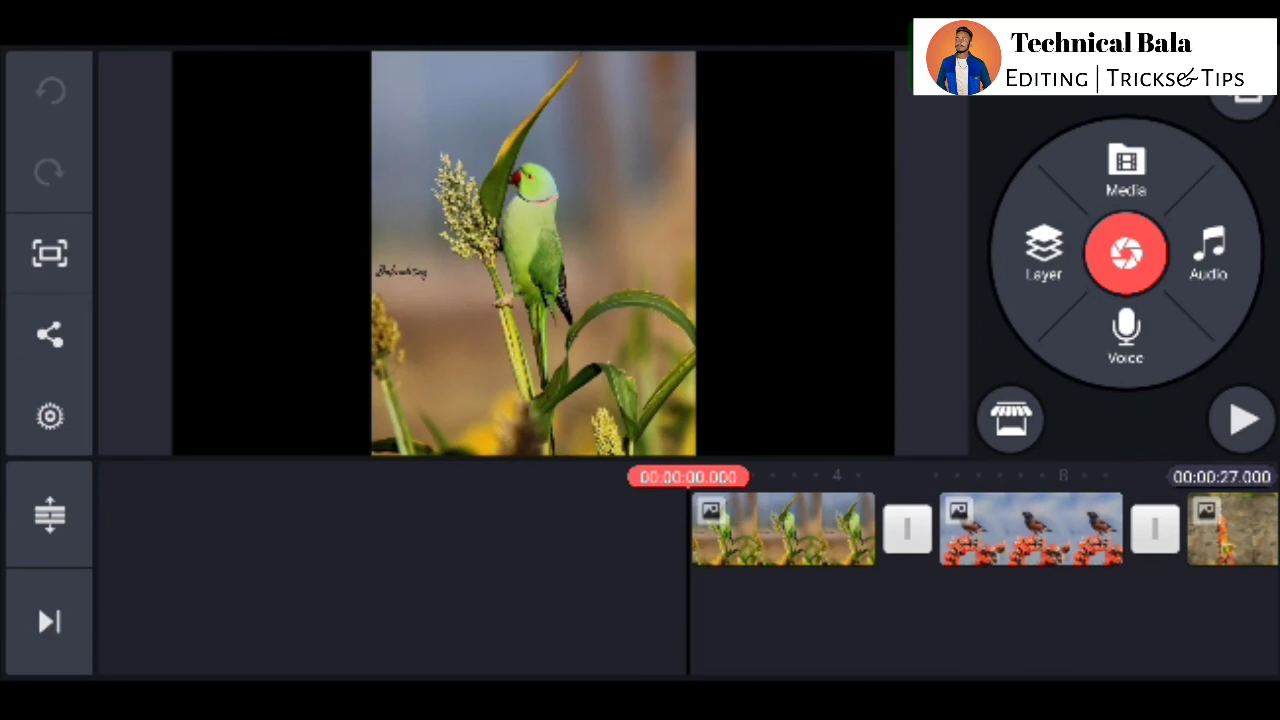 Technical Bala
EDITING | TRICKS & TIPS
Media
Layer
Audio
Voice
00:00:00.000
4
8
00:00:27.000